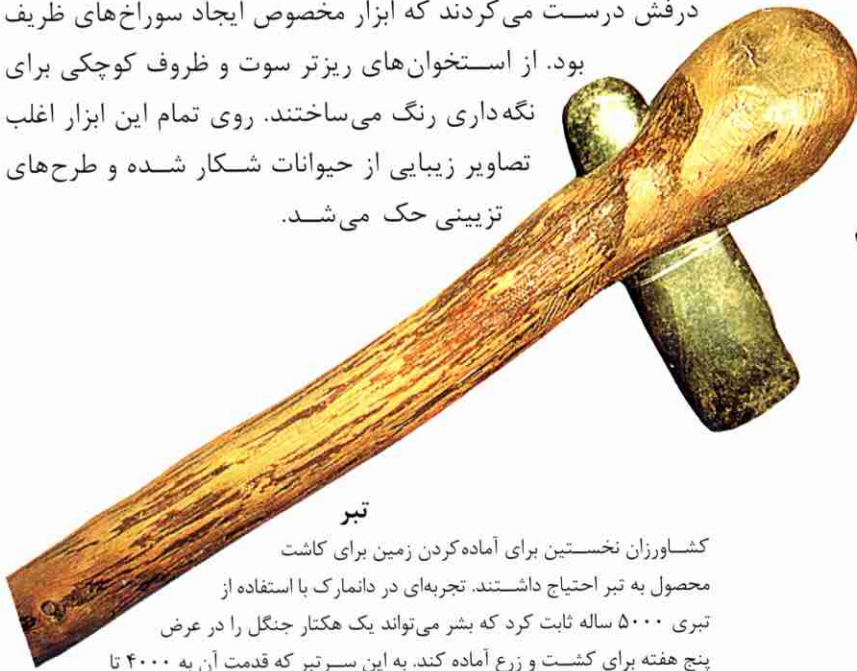 درفش درست می‌کردند که ابزار مخصوص ایجاد سوراخ‌های ظریف
بود. از استخوان‌های ریزتر سوت و ظروف کوچکی برای
نگه‌داری رنگ می‌ساختند. روی تمام این ابزار اغلب
تصاویر زیبایی از حیوانات شکار شده و طرح‌های
تزیینی حک می‌شد.
تبر
کشاورزان نخستین برای آماده‌کردن زمین برای کاشت
محصول به تبر احتیاج داشتند. تجربه‌ای در دانمارک با استفاده از
تبری ۵۰۰۰ ساله ثابت کرد که بشر می‌تواند یک هکتار جنگل را در عرض
پنج هفته برای کشت و زرع آماده کند. به این سرتبر که قدمت آن به ۴۰۰۰ تا